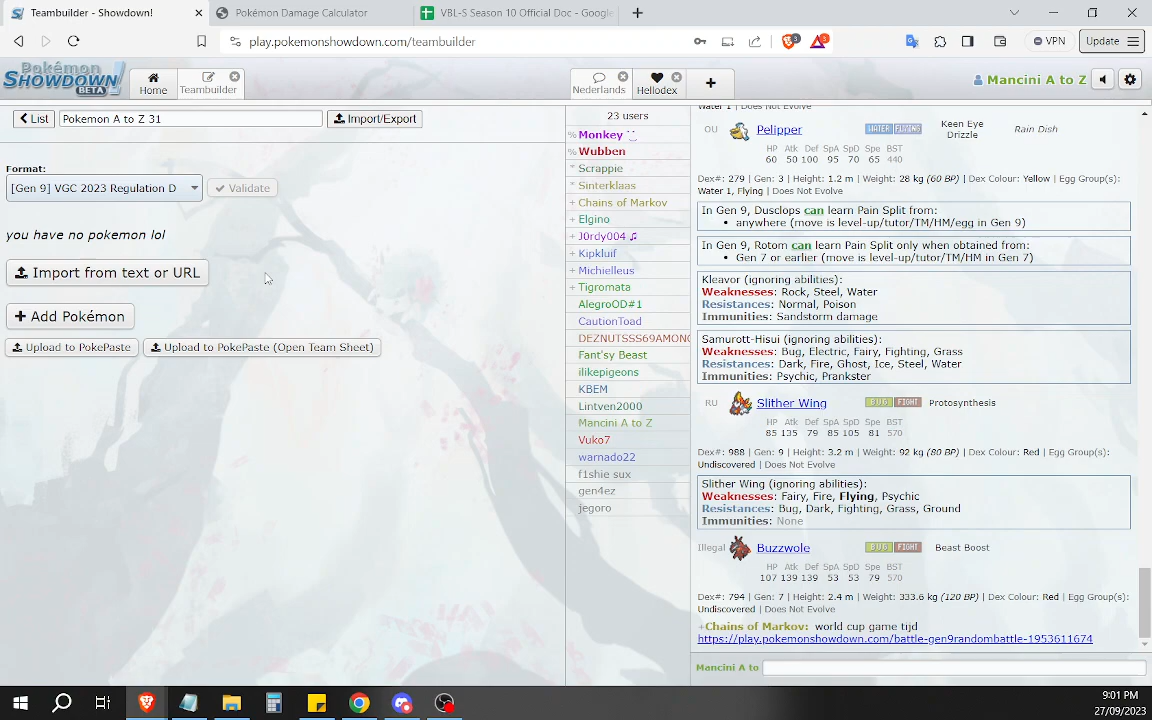 Teambuilder - Showdown!
Pokémon Damage Calculator
VBL-S Season 10 Official Doc - Google
play.pokemonshowdown.com/teambuilder
VPN
Update
Pokémon
SHOWDOWN!
BETA
Home
Teambuilder
Nederlands
Hellodex
Mancini A to Z
List
Pokemon A to Z 31
Import/Export
Format:
[Gen 9] VGC 2023 Regulation D
Validate
you have no pokemon lol
Import from text or URL
Add Pokémon
Upload to PokePaste
Upload to PokePaste (Open Team Sheet)
23 users
%Monkey
%Wubben
*Scrappie
*Sinterklaas
+Chains of Markov
+Elgino
+J0rdy004 ♫
+Kipkluif
+Michielleus
+Tigromata
AlegroOD#1
CautionToad
DEZNUTSSS69AMONG
Fant'sy Beast
ilikepigeons
KBEM
Lintven2000
Mancini A to Z
Vuko7
warnado22
f1shie sux
gen4ez
jegoro
Water 1 | Does Not Evolve
OU Pelipper WATER FLYING Keen Eye Drizzle Rain Dish
HP Atk Def SpA SpD Spe BST
60 50 100 95 70 65 440
Dex#: 279 | Gen: 3 | Height: 1.2 m | Weight: 28 kg (60 BP) | Dex Colour: Yellow | Egg Group(s):
Water 1, Flying | Does Not Evolve
In Gen 9, Dusclops can learn Pain Split from:
• anywhere (move is level-up/tutor/TM/HM/egg in Gen 9)
In Gen 9, Rotom can learn Pain Split only when obtained from:
• Gen 7 or earlier (move is level-up/tutor/TM/HM in Gen 7)
Kleavor (ignoring abilities):
Weaknesses: Rock, Steel, Water
Resistances: Normal, Poison
Immunities: Sandstorm damage
Samurott-Hisui (ignoring abilities):
Weaknesses: Bug, Electric, Fairy, Fighting, Grass
Resistances: Dark, Fire, Ghost, Ice, Steel, Water
Immunities: Psychic, Prankster
RU Slither Wing BUG FIGHT Protosynthesis
HP Atk Def SpA SpD Spe BST
85 135 79 85 105 81 570
Dex#: 988 | Gen: 9 | Height: 3.2 m | Weight: 92 kg (80 BP) | Dex Colour: Red | Egg Group(s):
Undiscovered | Does Not Evolve
Slither Wing (ignoring abilities):
Weaknesses: Fairy, Fire, Flying, Psychic
Resistances: Bug, Dark, Fighting, Grass, Ground
Immunities: None
Illegal Buzzwole BUG FIGHT Beast Boost
HP Atk Def SpA SpD Spe BST
107 139 139 53 53 79 570
Dex#: 794 | Gen: 7 | Height: 2.4 m | Weight: 333.6 kg (120 BP) | Dex Colour: Red | Egg Group(s):
Undiscovered | Does Not Evolve
+Chains of Markov: world cup game tijd
https://play.pokemonshowdown.com/battle-gen9randombattle-1953611674
Mancini A to
9:01 PM
27/09/2023